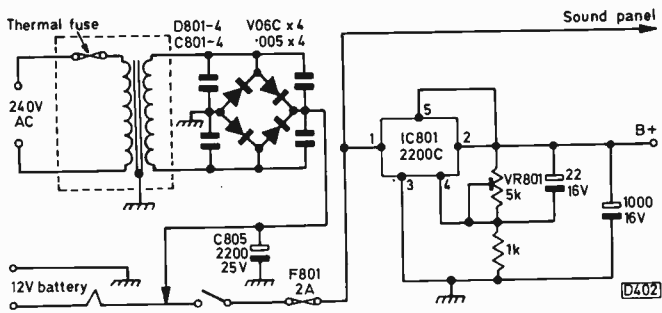 Thermal fuse
D801-4 V06C x 4
C801-4 ·005 x 4
Sound panel
240V
AC
5
1
IC801
2200C
2
3
4
B+
VR801
5k
22
16V
1000
16V
1k
C805
2200
25V
F801
2A
12V battery
D402